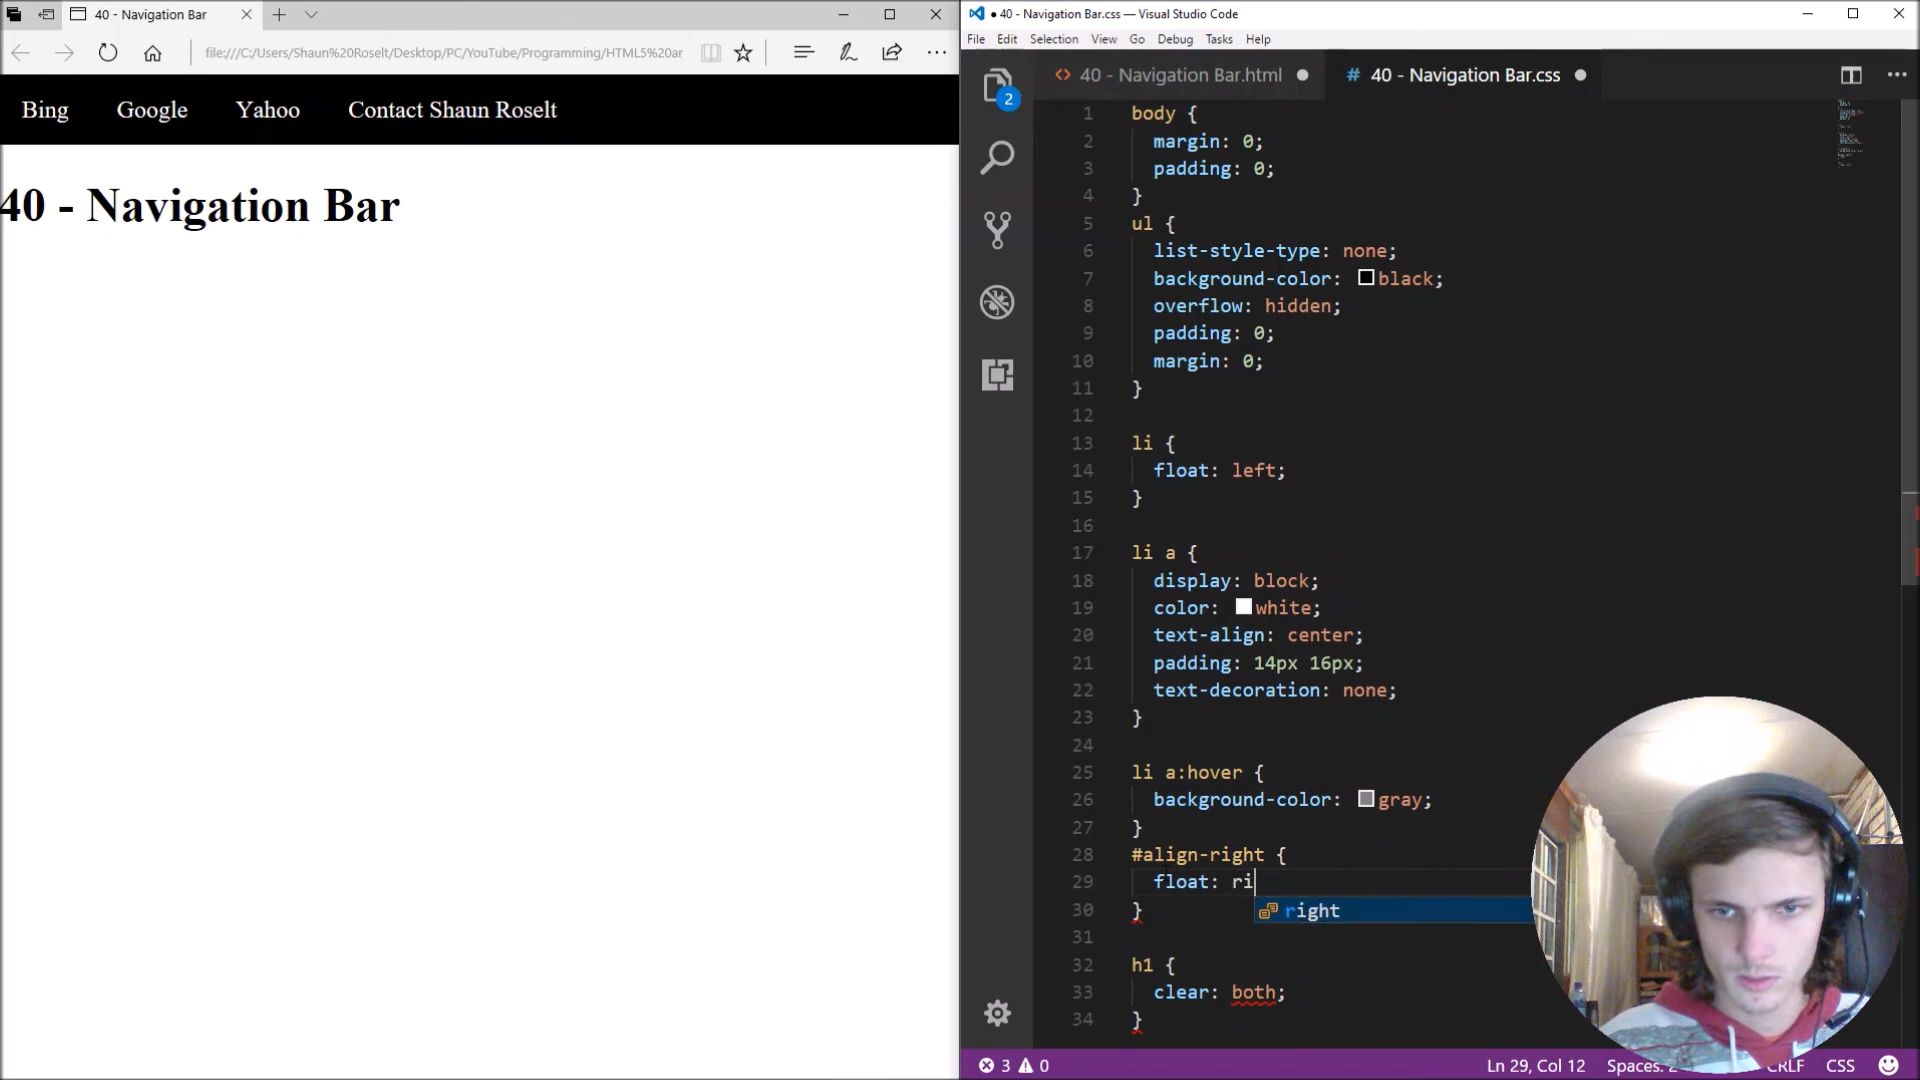 40 - Navigation Bar
file:///C:/Users/Shaun%20Roselt/Desktop/PC/YouTube/Programming/HTML5%20ar
Bing Google Yahoo Contact Shaun Roselt
40 - Navigation Bar
● 40 - Navigation Bar.css — Visual Studio Code
File Edit Selection View Go Debug Tasks Help
2
<> 40 - Navigation Bar.html ● # 40 - Navigation Bar.css ●
1 body {
2 margin: 0;
3 padding: 0;
4 }
5 ul {
6 list-style-type: none;
7 background-color: black;
8 overflow: hidden;
9 padding: 0;
10 margin: 0;
11 }
12
13 li {
14 float: left;
15 }
16
17 li a {
18 display: block;
19 color: white;
20 text-align: center;
21 padding: 14px 16px;
22 text-decoration: none;
23 }
24
25 li a:hover {
26 background-color: gray;
27 }
28 #align-right {
29 float: ri
right
30 }
31
32 h1 {
33 clear: both;
34 }
3 0 Ln 29, Col 12 Spaces: CRLF CSS